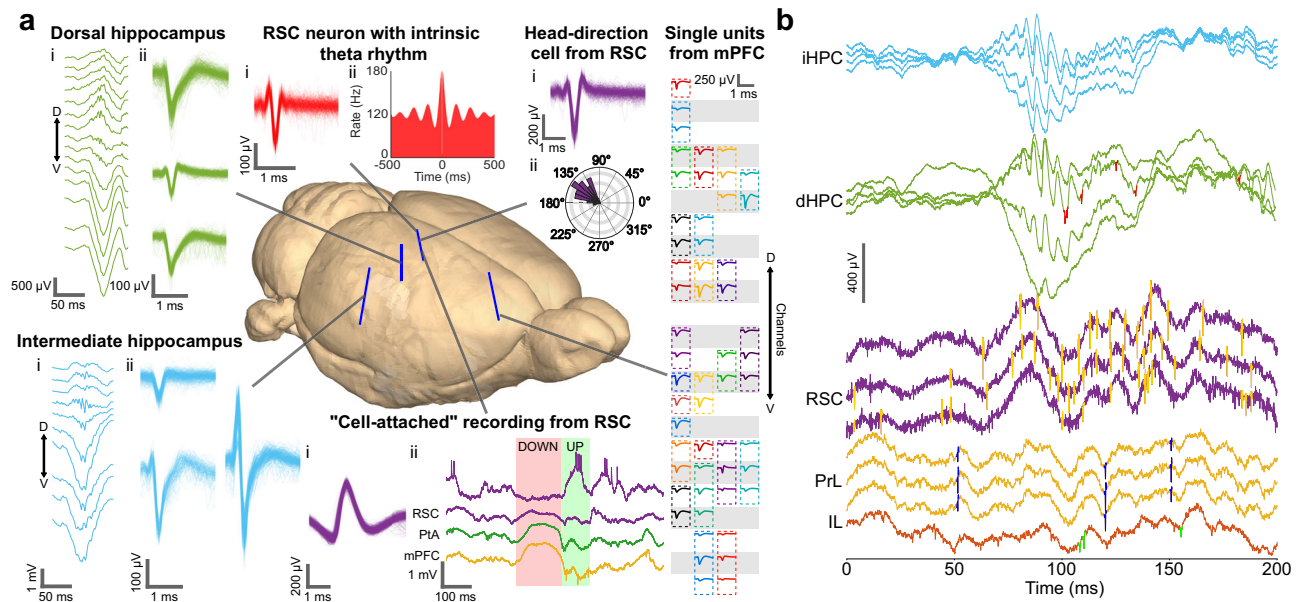 a
Dorsal hippocampus
i
ii
D
V
500 µV
50 ms
100 µV
1 ms
RSC neuron with intrinsic
theta rhythm
i
ii
100 µV
1 ms
Rate (Hz)
180
120
60
0
-500
0
500
Time (ms)
Head-direction
cell from RSC
i
200 µV
1 ms
ii
90°
135°
45°
180°
0°
225°
315°
270°
Single units
from mPFC
250 µV
1 ms
D
Channels
V
Intermediate hippocampus
i
ii
D
V
1 mV
50 ms
100 µV
1 ms
"Cell-attached" recording from RSC
i
ii
200 µV
1 ms
DOWN
UP
RSC
PtA
mPFC
1 mV
100 ms
b
iHPC
dHPC
400 µV
RSC
PrL
IL
0
50
100
150
200
Time (ms)